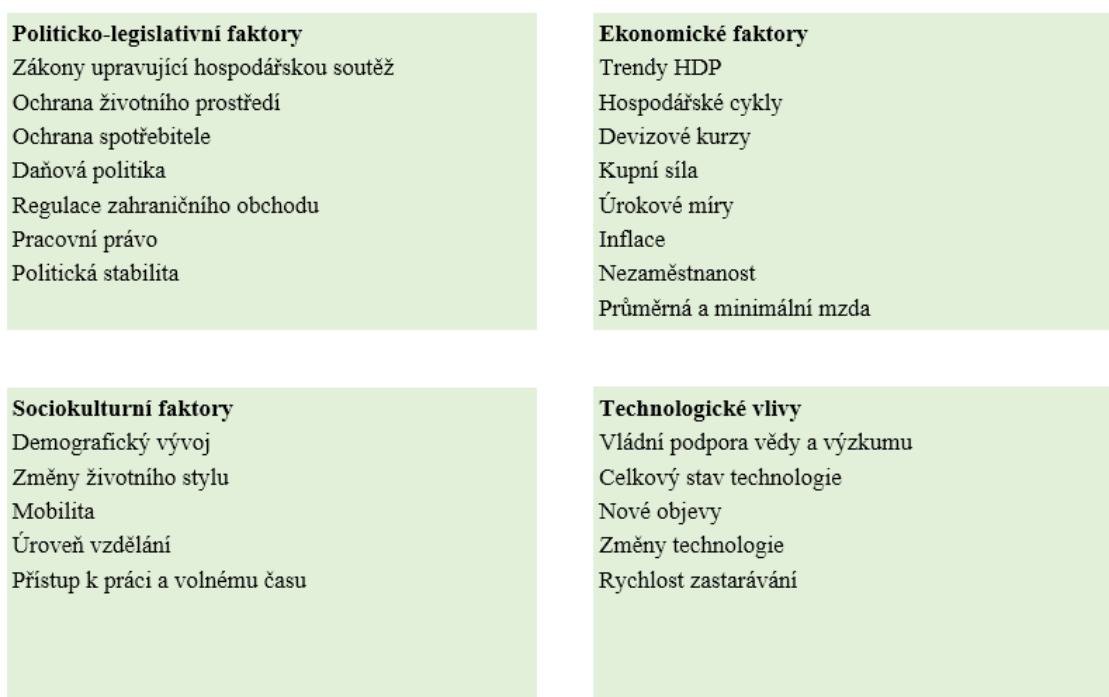 Politicko-legislativní faktory
Zákony upravující hospodářskou soutěž
Ochrana životního prostředí
Ochrana spotřebitele
Daňová politika
Regulace zahraničního obchodu
Pracovní právo
Politická stabilita
Ekonomické faktory
Trendy HDP
Hospodářské cykly
Devizové kurzy
Kupní síla
Úrokové míry
Inflace
Nezaměstnanost
Průměrná a minimální mzda
Sociokulturní faktory
Demografický vývoj
Změny životního stylu
Mobilita
Úroveň vzdělání
Přístup k práci a volnému času
Technologické vlivy
Vládní podpora vědy a výzkumu
Celkový stav technologie
Nové objevy
Změny technologie
Rychlost zastarávání